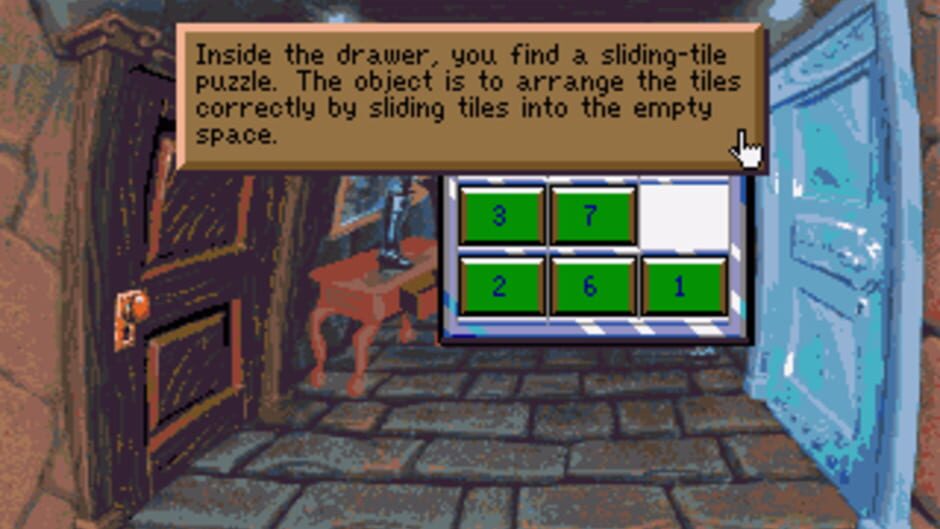 Inside the drawer, you find a sliding-tile
puzzle. The object is to arrange the tiles
correctly by sliding tiles into the empty
space.
3 7
2 6 1